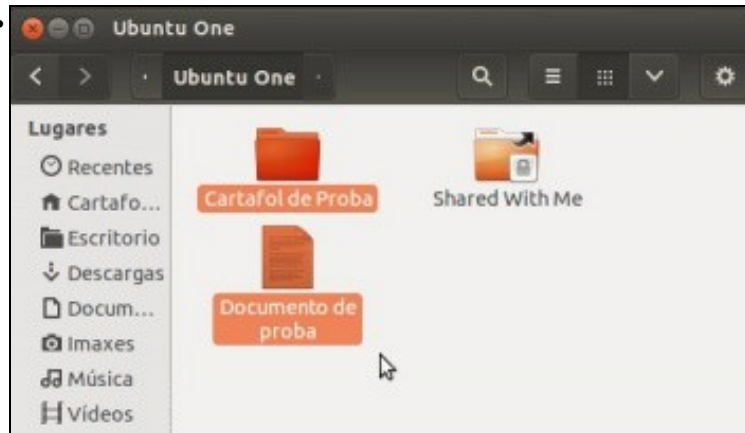 Ubuntu One
Ubuntu One
Lugares
Recentes
Cartafo...
Escritorio
Descargas
Docum...
Imaxes
Música
Vídeos
Cartafol de Proba
Shared With Me
Documento de
proba